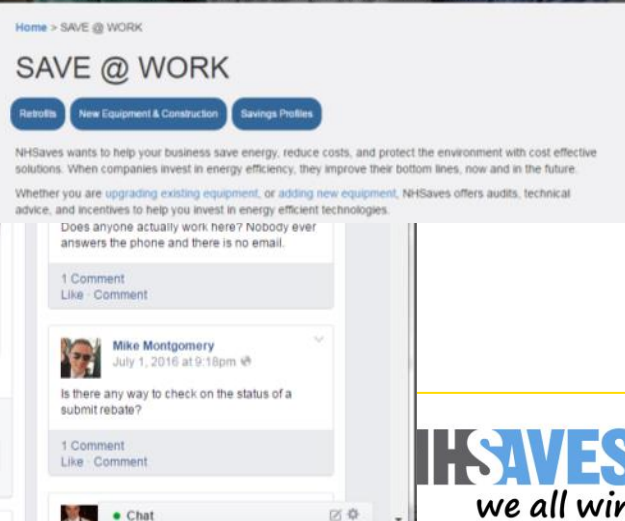 Home > SAVE @ WORK
SAVE @ WORK
Retrofits New Equipment & Construction Savings Profiles
NHSaves wants to help your business save energy, reduce costs, and protect the environment with cost effective
solutions. When companies invest in energy efficiency, they improve their bottom lines, now and in the future.
Whether you are upgrading existing equipment, or adding new equipment, NHSaves offers audits, technical
advice, and incentives to help you invest in energy efficient technologies.
Does anyone actually work here? Nobody ever
answers the phone and there is no email.
1 Comment
Like · Comment
Mike Montgomery
July 1, 2016 at 9:18pm
Is there any way to check on the status of a
submit rebate?
1 Comment
Like · Comment
Chat
IHSAVES
we all win